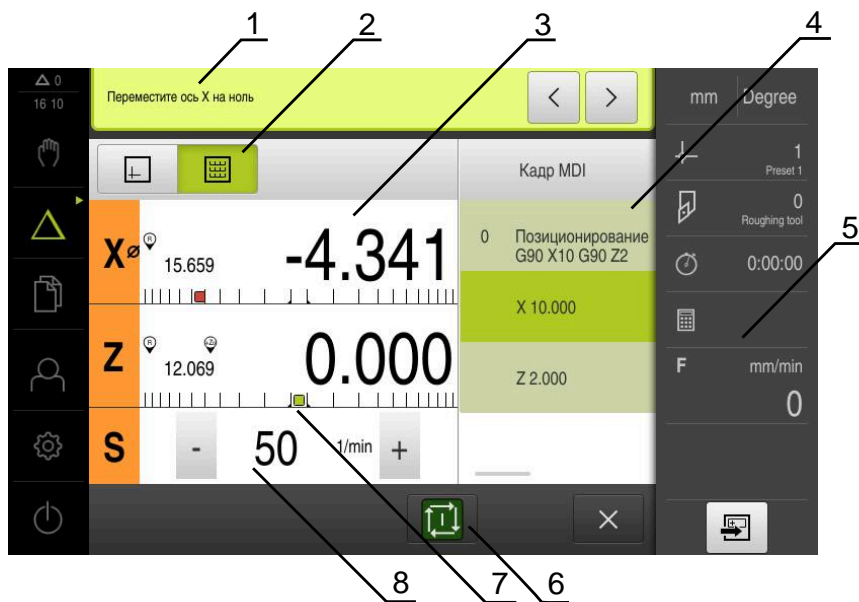 1 2 3 4
0
16 10
Переместите ось X на ноль
< >
mm Degree
Кадр MDI
1
Preset 1
0
Roughing tool
5
X ⌀ R 15.659 -4.341
0 Позиционирование
G90 X10 G90 Z2
0:00:00
X 10.000
Z R 12.069 0.000
Z 2.000
F mm/min
0
S - 50 1/min +
8 7 6